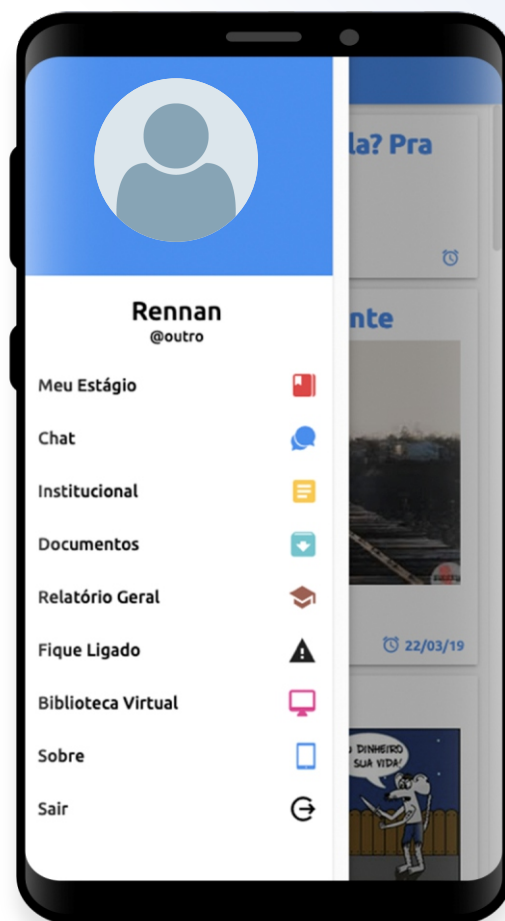 Rennan
@outro
Meu Estágio
Chat
Institucional
Documentos
Relatório Geral
Fique Ligado
Biblioteca Virtual
Sobre
Sair
la? Pra
nte
22/03/19
DINHEIRO
SUA VIDA!